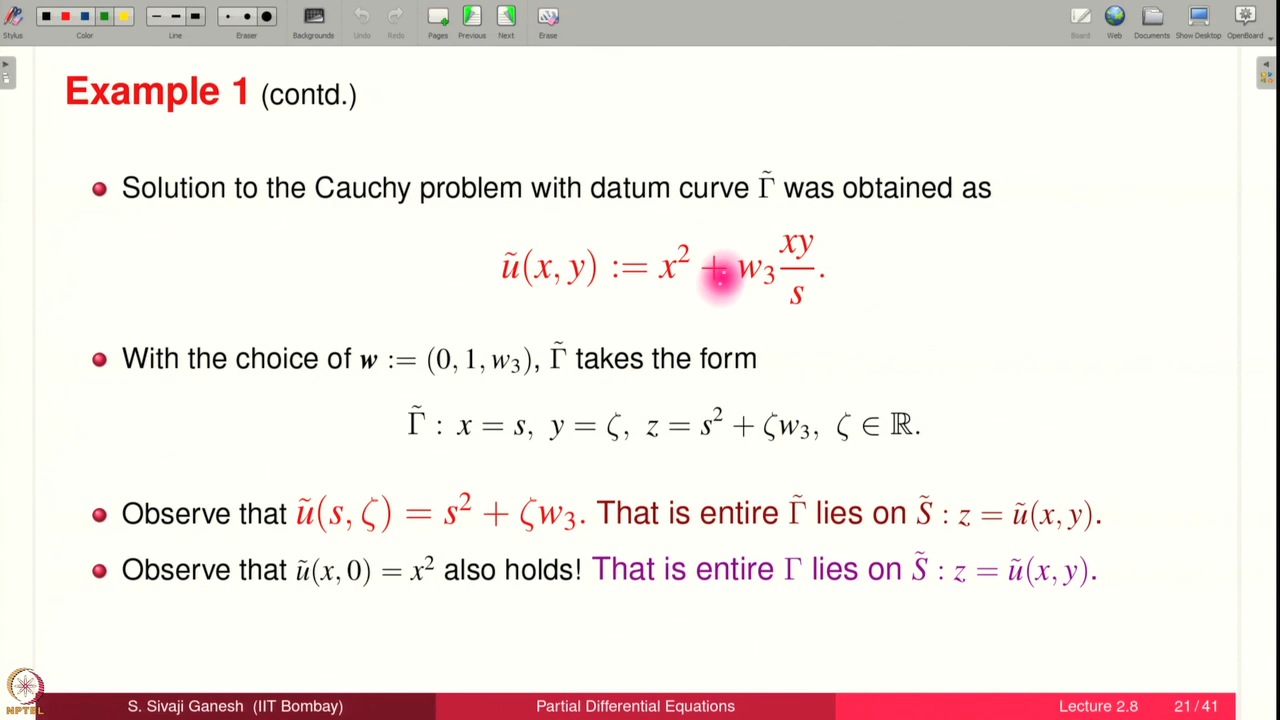 Stylus Color Line Eraser Backgrounds Undo Redo Pages Previous Next Erase Board Web Documents Show Desktop OpenBoard
Example 1 (contd.)
Solution to the Cauchy problem with datum curve Γ̃ was obtained as
ũ(x, y) := x² + w₃ xy/s.
With the choice of w := (0, 1, w₃), Γ̃ takes the form
Γ̃ : x = s, y = ζ, z = s² + ζw₃, ζ ∈ ℝ.
Observe that ũ(s, ζ) = s² + ζw₃. That is entire Γ̃ lies on S̃ : z = ũ(x, y).
Observe that ũ(x, 0) = x² also holds! That is entire Γ lies on S̃ : z = ũ(x, y).
NPTEL
S. Sivaji Ganesh (IIT Bombay) Partial Differential Equations Lecture 2.8 21 / 41